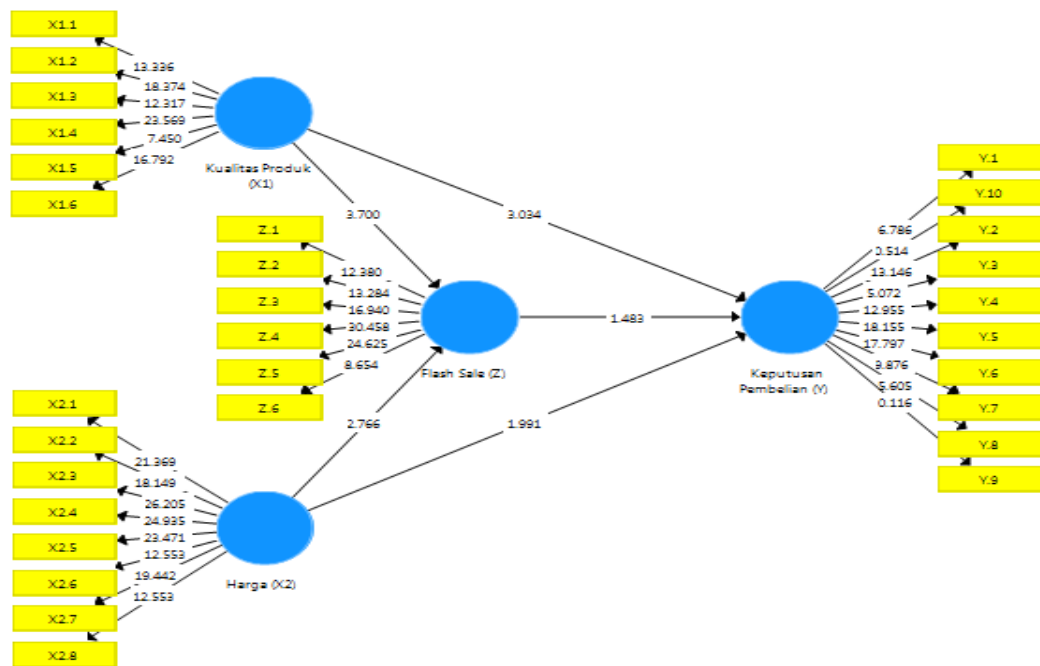 X1.1
X1.2
X1.3
X1.4
X1.5
X1.6
13.336
18.374
12.317
23.569
7.450
16.792
Kualitas Produk
(X1)
3.700
3.034
Z.1
Z.2
Z.3
Z.4
Z.5
Z.6
12.380
13.284
16.940
30.458
24.625
8.654
Flash Sale (Z)
1.483
2.766
1.991
X2.1
X2.2
X2.3
X2.4
X2.5
X2.6
X2.7
X2.8
21.369
18.149
26.205
24.935
23.471
12.553
19.442
12.553
Harga (X2)
Keputusan
Pembelian (Y)
6.786
0.514
13.146
5.072
12.955
18.155
17.797
9.876
5.605
0.116
Y.1
Y.10
Y.2
Y.3
Y.4
Y.5
Y.6
Y.7
Y.8
Y.9